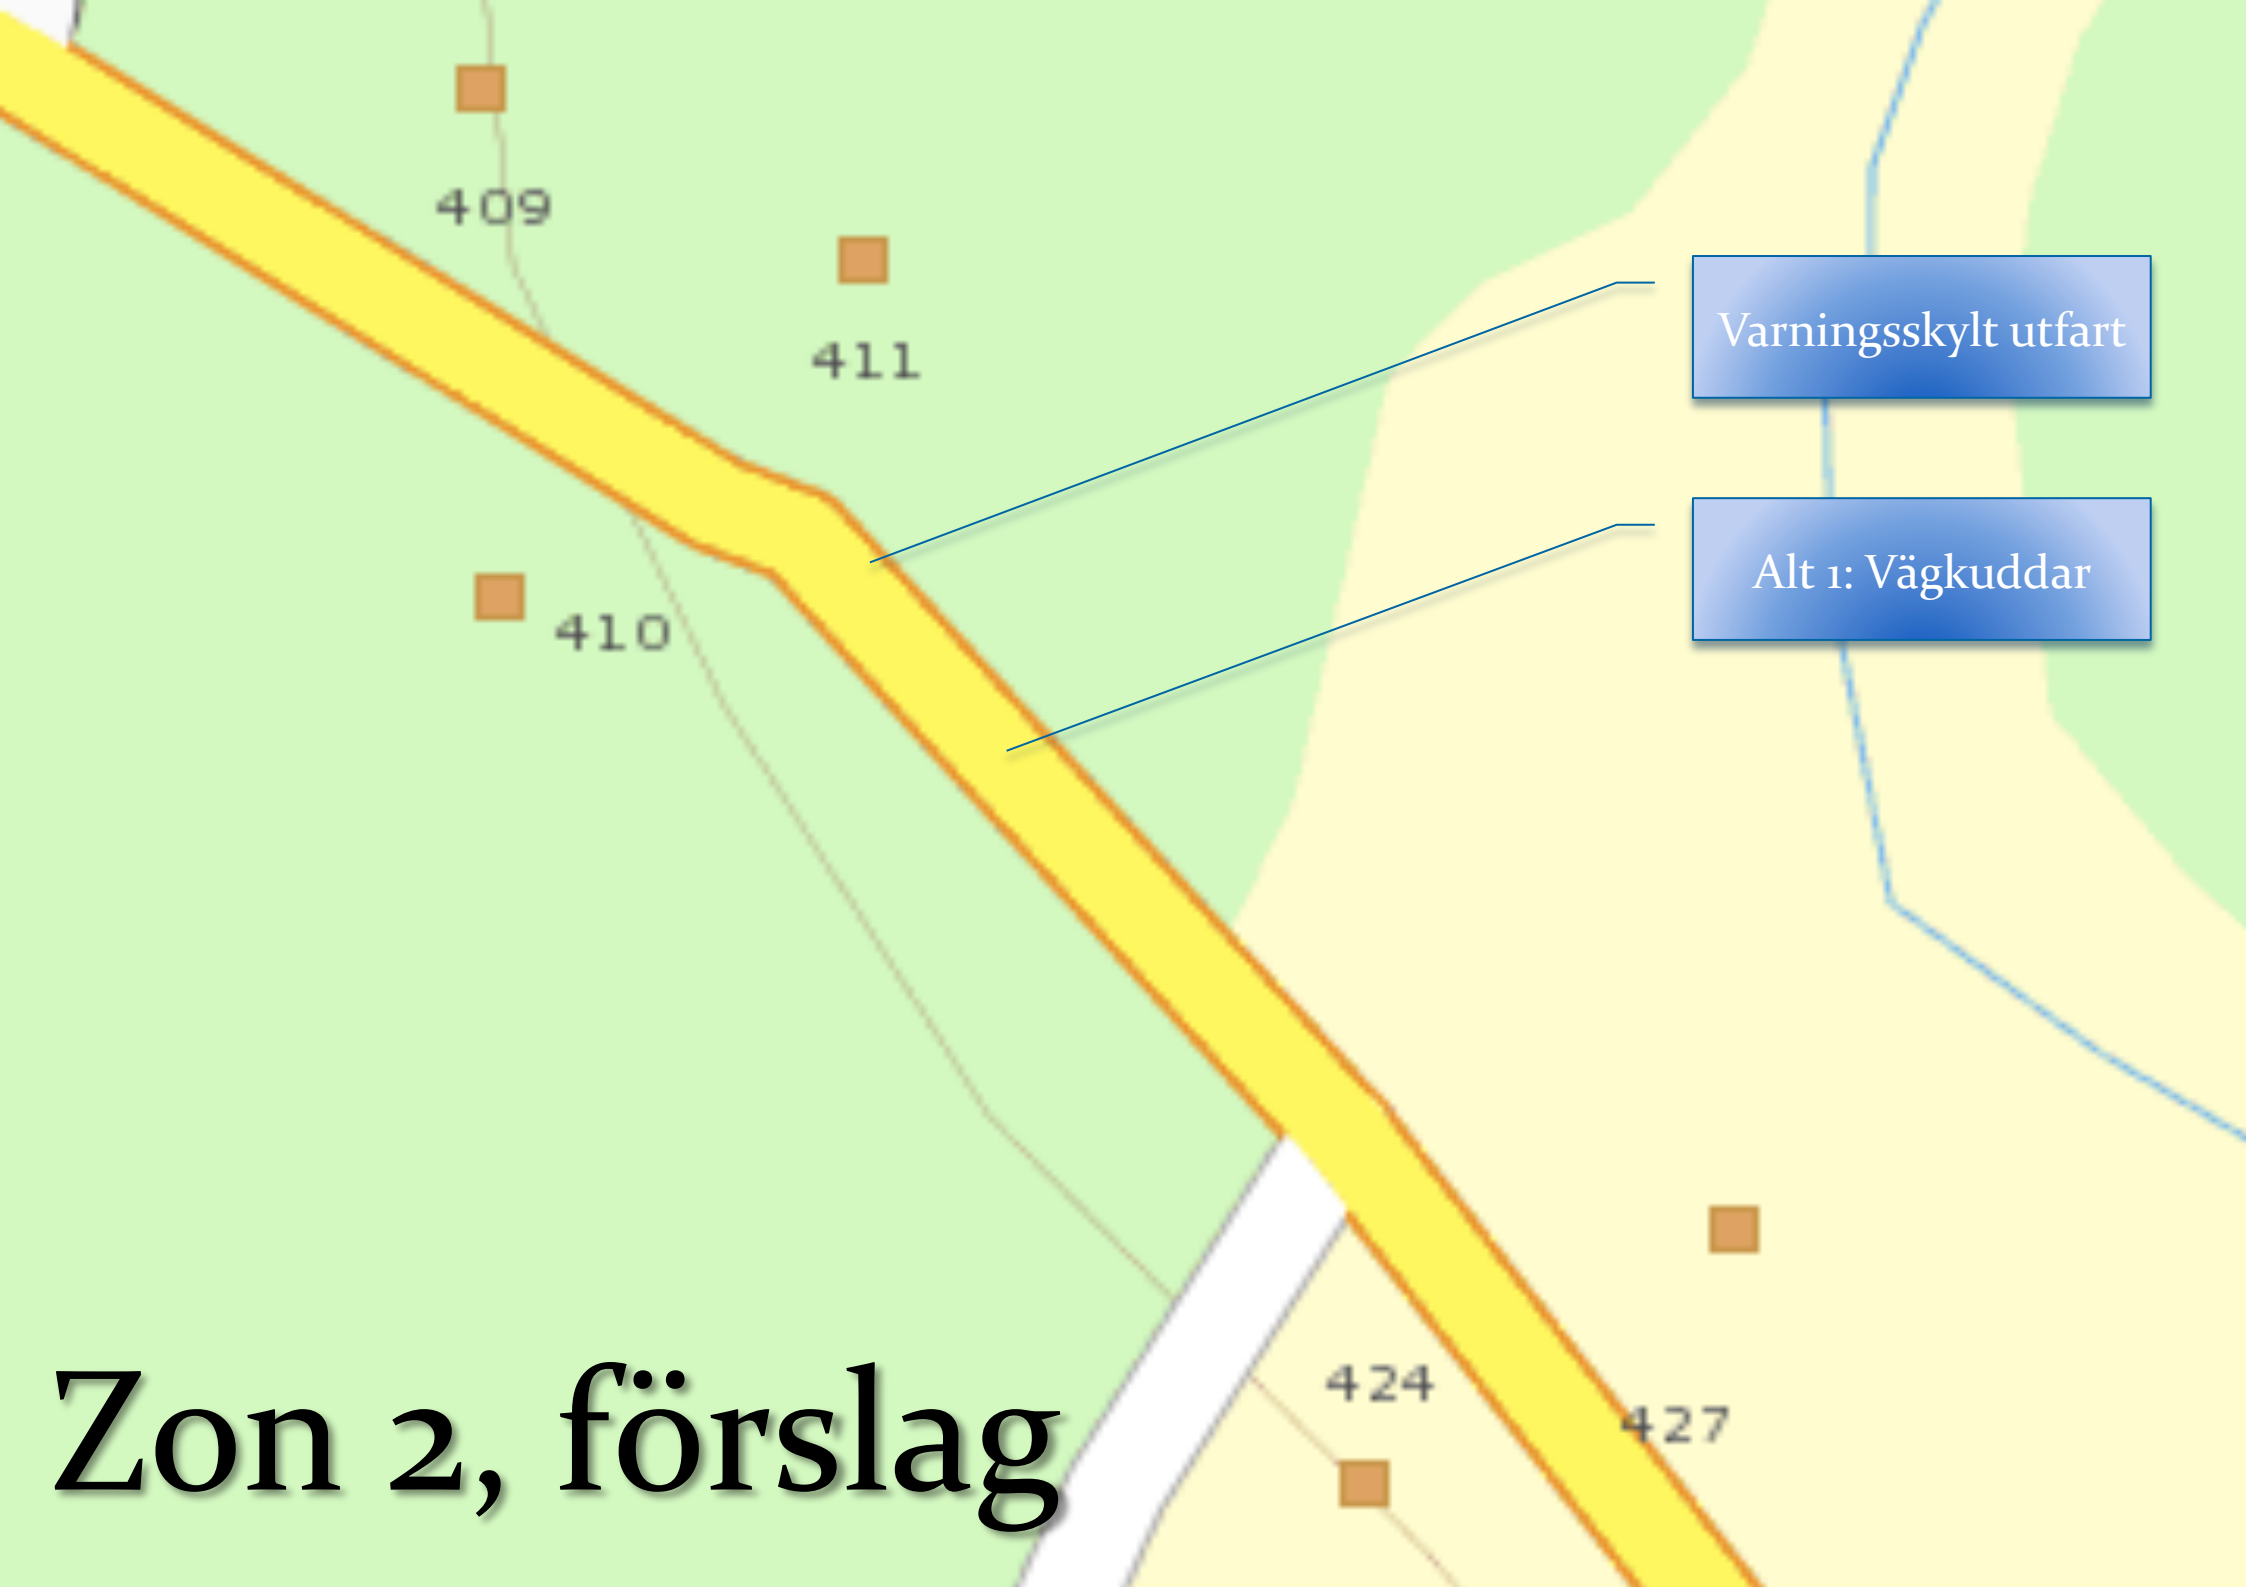 409
411
Varningsskylt utfart
Alt 1: Vägkuddar
410
424
427
Zon 2, förslag